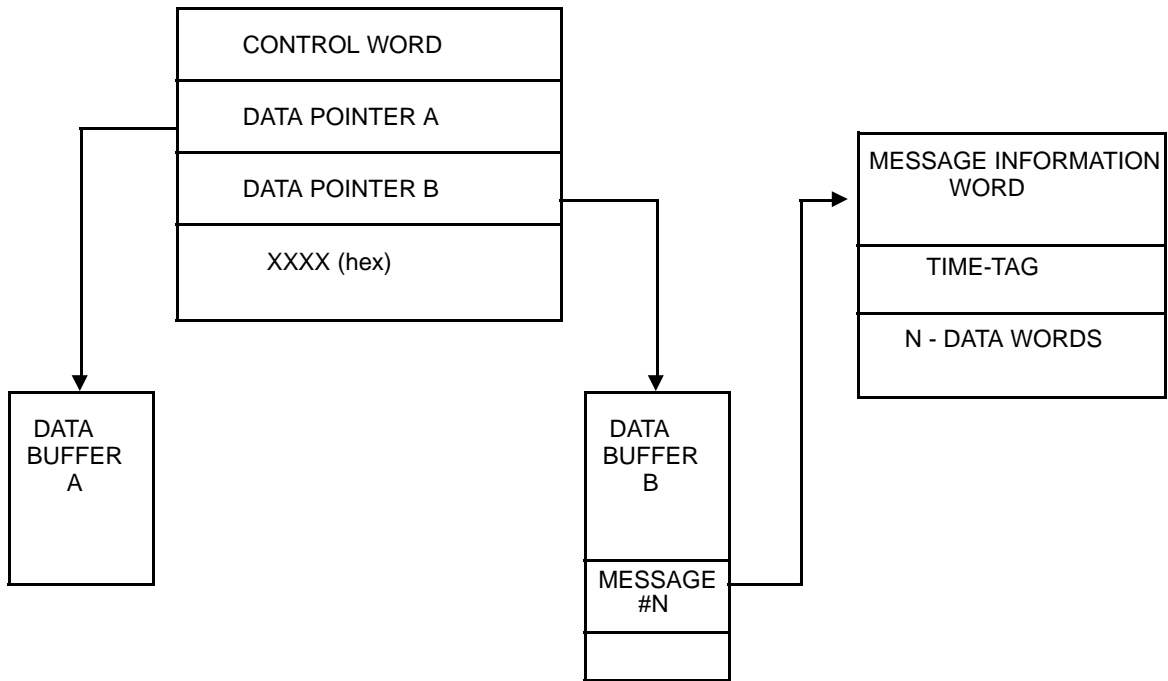 CONTROL WORD
DATA POINTER A
DATA POINTER B
XXXX (hex)
MESSAGE INFORMATION
WORD
TIME-TAG
N - DATA WORDS
DATA
BUFFER
A
DATA
BUFFER
B
MESSAGE
#N